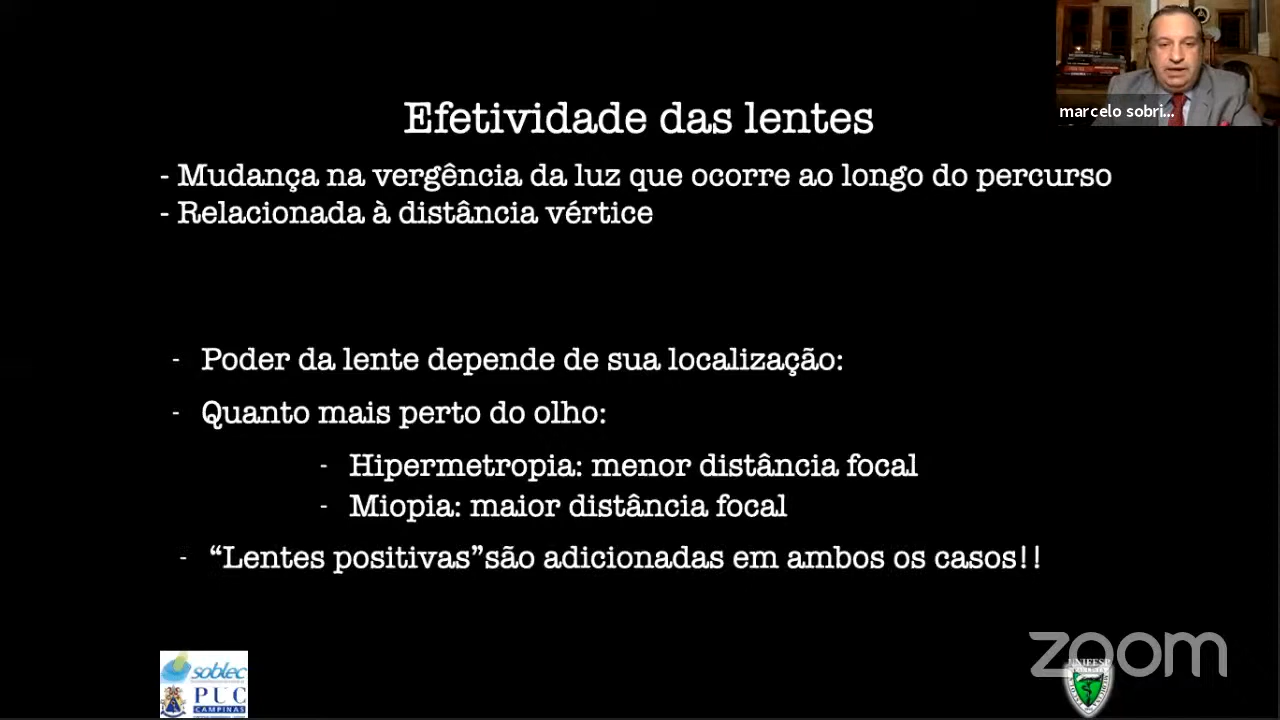 marcelo sobri...
Efetividade das lentes
- Mudança na vergência da luz que ocorre ao longo do percurso
- Relacionada à distância vértice
- Poder da lente depende de sua localização:
- Quanto mais perto do olho:
- Hipermetropia: menor distância focal
- Miopia: maior distância focal
- “Lentes positivas”são adicionadas em ambos os casos!!
soblec
PUC
CAMPINAS
zoom
UNIFESP